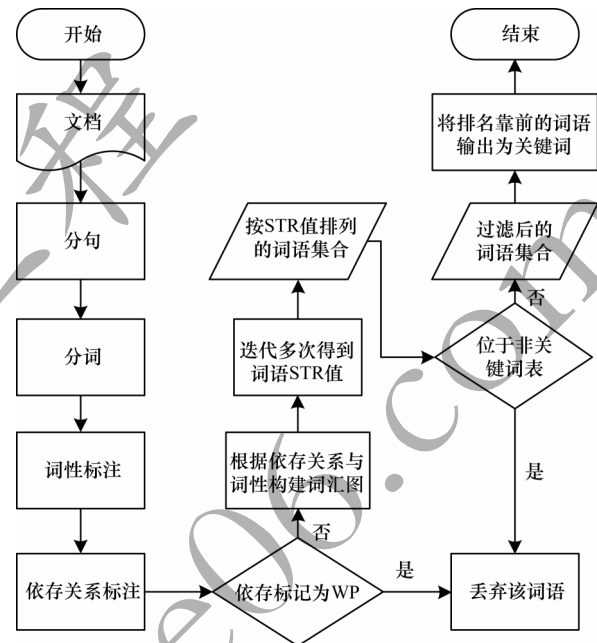 开始
文档
分句
分词
词性标注
依存关系标注
依存标记为WP
否
是
根据依存关系与
词性构建词汇图
迭代多次得到
词语STR值
按STR值排列
的词语集合
位于非关
键词表
否
是
丢弃该词语
过滤后的
词语集合
将排名靠前的词语
输出为关键词
结束
程
e06.com